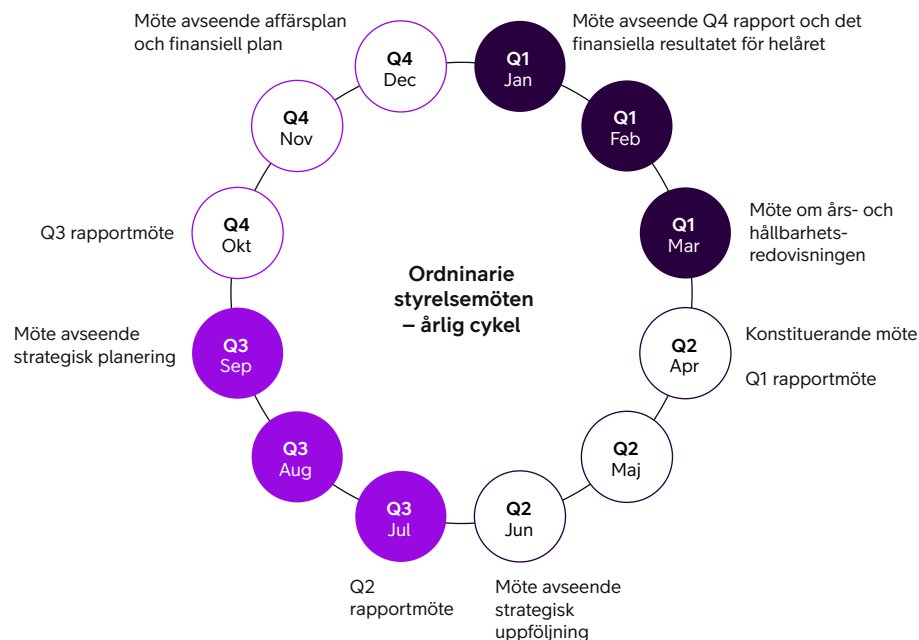 Möte avseende affärsplan
och finansiell plan
Möte avseende Q4 rapport och det
finansiella resultatet för helåret
Q4
Dec
Q1
Jan
Q4
Nov
Q1
Feb
Q3 rapportmöte
Q4
Okt
Q1
Mar
Möte om års- och
hållbarhets-
redovisningen
Ordninarie
styrelsemöten
– årlig cykel
Möte avseende
strategisk planering
Q3
Sep
Q2
Apr
Konstituerande möte
Q1 rapportmöte
Q3
Aug
Q2
Maj
Q3
Jul
Q2
Jun
Q2
rapportmöte
Möte avseende
strategisk
uppföljning